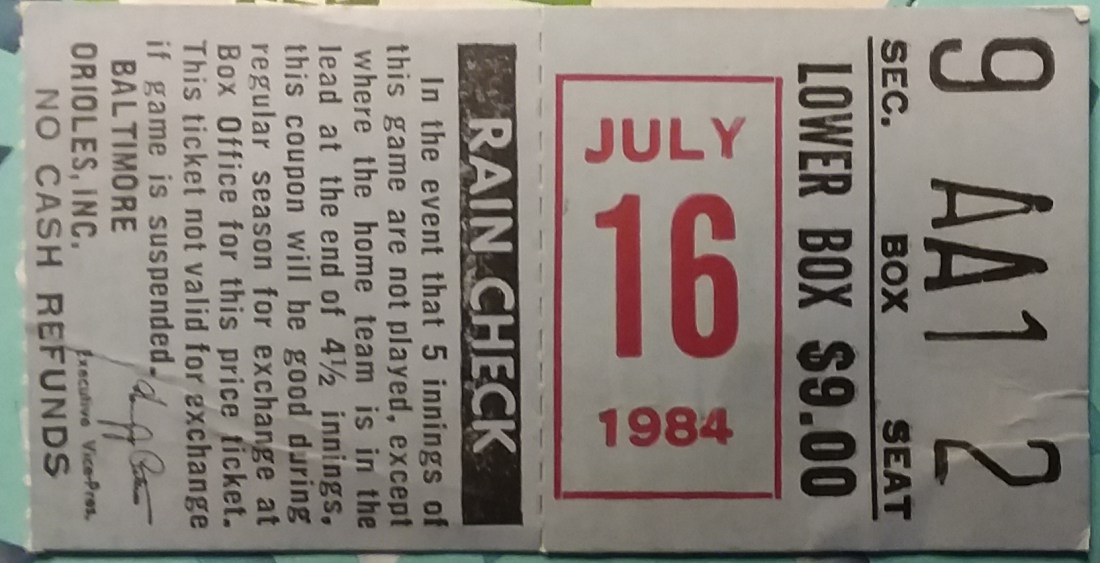 9 AA1 2
SEC. BOX SEAT
LOWER BOX $9.00
JULY
16
1984
RAIN CHECK
In the event that 5 innings of
this game are not played, except
where the home team is in the
lead at the end of 4½ innings,
this coupon will be good during
regular season for exchange at
Box Office for this price ticket.
This ticket not valid for exchange
if game is suspended.
BALTIMORE
ORIOLES, INC.
Executive Vice-Pres.
NO CASH REFUNDS